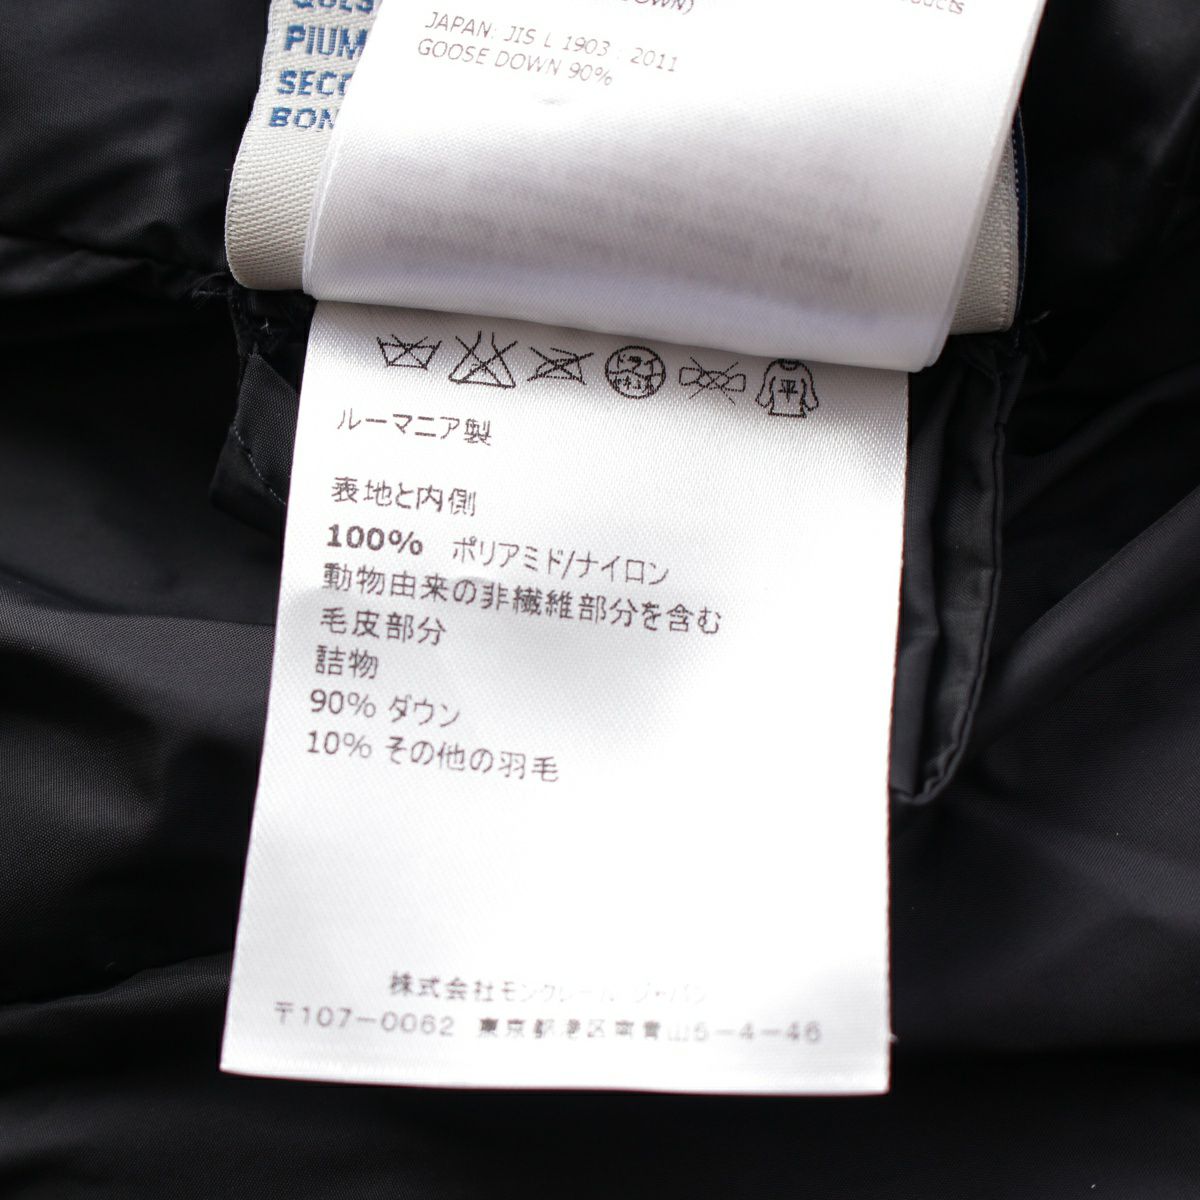 PIUM
SECO
BON
JAPAN: JIS L 1903 : 2011
GOOSE DOWN 90%
平
ルーマニア製
表地と内側
100% ポリアミド/ナイロン
動物由来の非繊維部分を含む
毛皮部分
詰物
90% ダウン
10% その他の羽毛
株式会社モンクレール ジャパン
〒107-0062 東京都港区南青山5-4-46